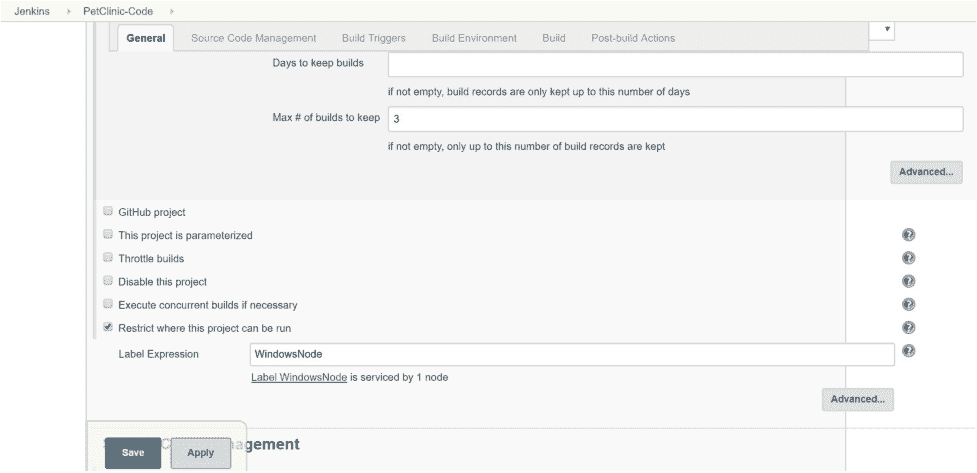 Jenkins PetClinic-Code
General Source Code Management Build Triggers Build Environment Build Post-build Actions
Days to keep builds
if not empty, build records are only kept up to this number of days
Max # of builds to keep 3
if not empty, only up to this number of build records are kept
Advanced...
GitHub project
This project is parameterized
Throttle builds
Disable this project
Execute concurrent builds if necessary
Restrict where this project can be run
Label Expression WindowsNode
Label WindowsNode is serviced by 1 node
Advanced...
Save Apply agement